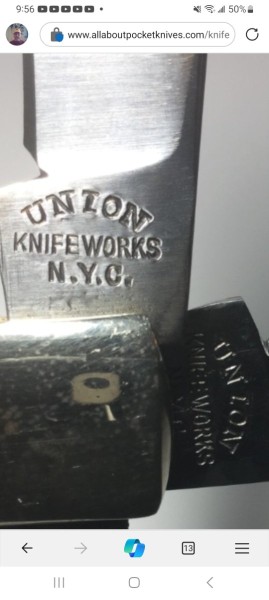 9:56
50%
www.allaboutpocketknives.com/knife
UNION
KNIFEWORKS
N.Y.C.
UNION
KNIFEWORKS
13